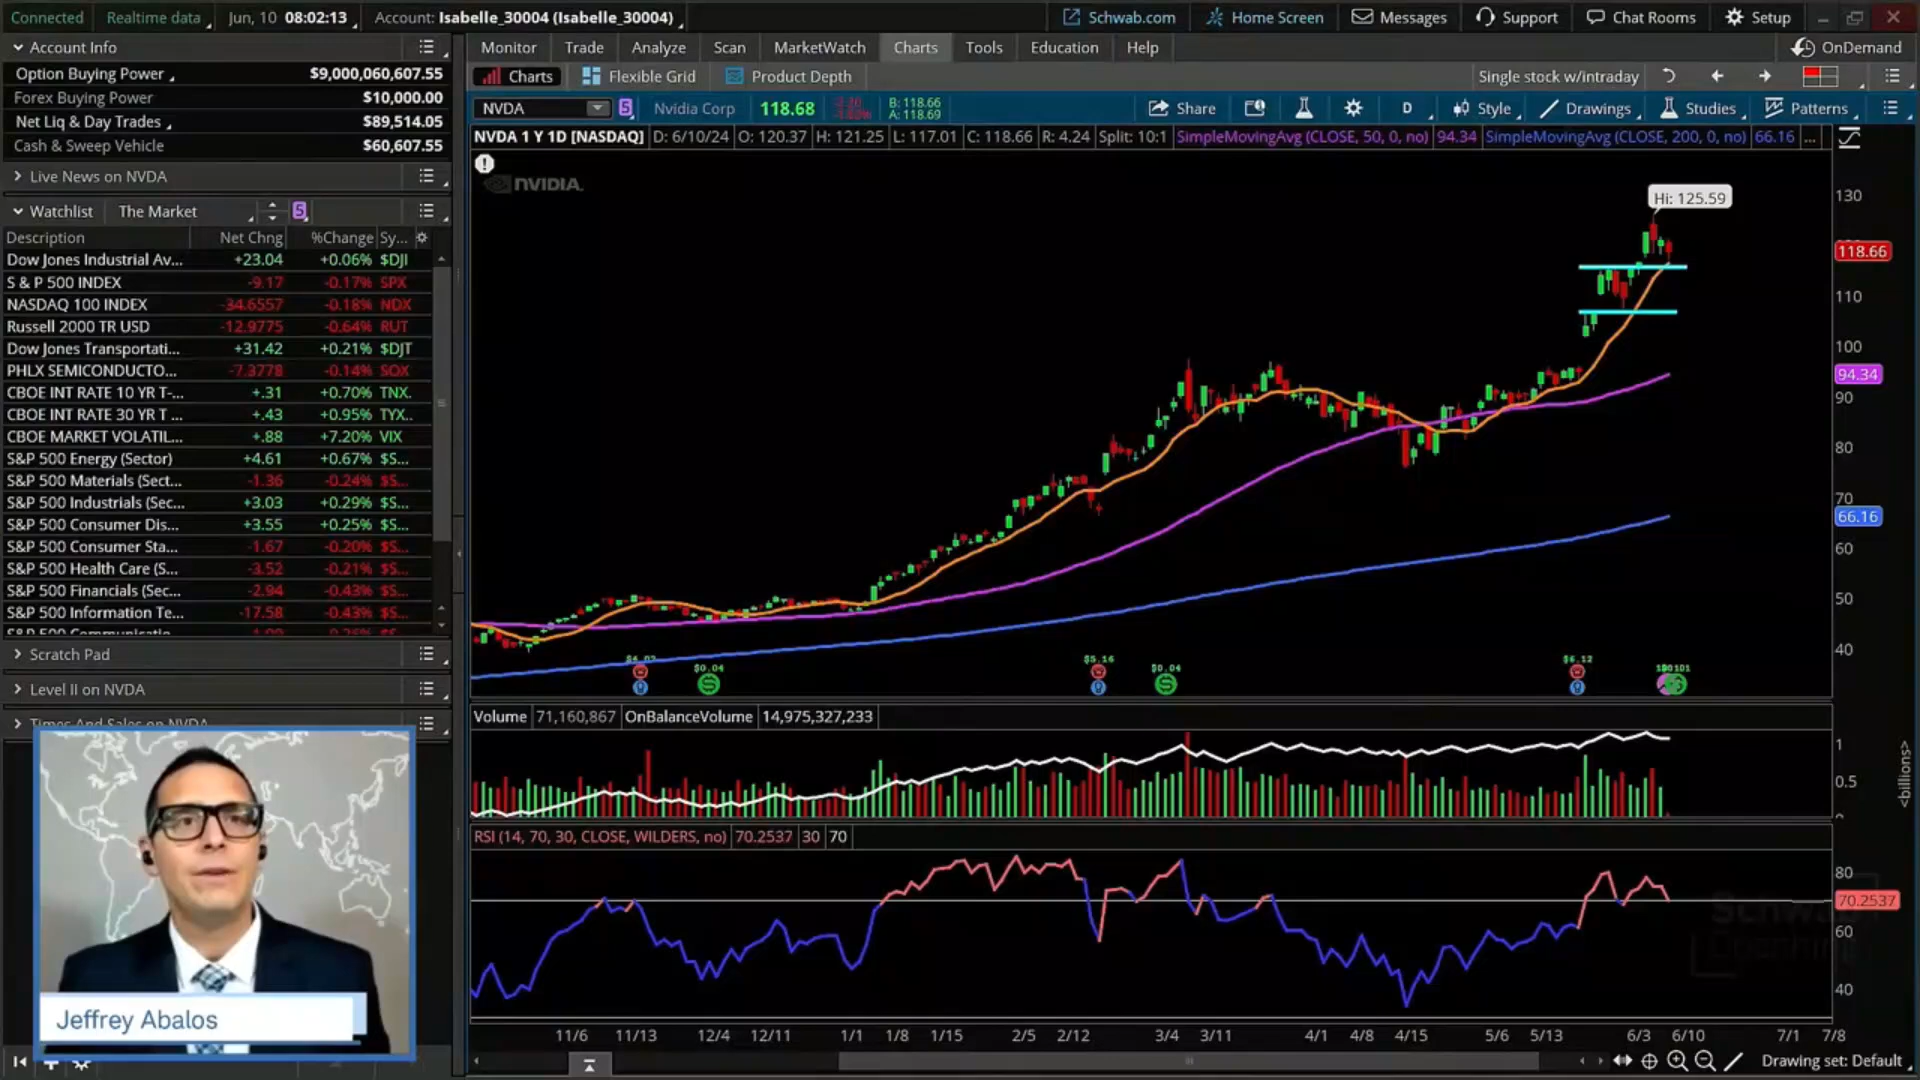 Connected Realtime data Jun, 10 08:02:13 Account: Isabelle_30004 (Isabelle_30004) Schwab.com Home Screen Messages Support Chat Rooms Setup
Account Info
Option Buying Power $9,000,060,607.55
Forex Buying Power $10,000.00
Net Liq & Day Trades $89,514.05
Cash & Sweep Vehicle $60,607.55
Live News on NVDA
Watchlist The Market 5
Description Net Chng %Change Sy...
Dow Jones Industrial Av... +23.04 +0.06% $DJI
S & P 500 INDEX -9.17 -0.17% SPX
NASDAQ 100 INDEX -34.6557 -0.18% NDX
Russell 2000 TR USD -12.9775 -0.64% RUT
Dow Jones Transportati... +31.42 +0.21% $DJT
PHLX SEMICONDUCTO... -7.3778 -0.14% SOX
CBOE INT RATE 10 YR T-... +.31 +0.70% TNX.
CBOE INT RATE 30 YR T ... +.43 +0.95% TYX..
CBOE MARKET VOLATIL... +.88 +7.20% VIX
S&P 500 Energy (Sector) +4.61 +0.67% $S...
S&P 500 Materials (Sect... -1.36 -0.24% $S...
S&P 500 Industrials (Sec... +3.03 +0.29% $S...
S&P 500 Consumer Dis... +3.55 +0.25% $S...
S&P 500 Consumer Sta... -1.67 -0.20% $S...
S&P 500 Health Care (S... -3.52 -0.21% $S...
S&P 500 Financials (Sec... -2.94 -0.43% $S...
S&P 500 Information Te... -17.58 -0.43% $S...
Scratch Pad
Level II on NVDA
Times And Sales on NVDA
Jeffrey Abalos
Monitor Trade Analyze Scan MarketWatch Charts Tools Education Help OnDemand
Charts Flexible Grid Product Depth Single stock w/intraday
NVDA 5 Nvidia Corp 118.68 B: 118.66 A: 118.69 Share D Style Drawings Studies Patterns
NVDA 1 Y 1D [NASDAQ] D: 6/10/24 O: 120.37 H: 121.25 L: 117.01 C: 118.66 R: 4.24 Split: 10:1 SimpleMovingAvg (CLOSE, 50, 0, no) 94.34 SimpleMovingAvg (CLOSE, 200, 0, no) 66.16 ...
NVIDIA.
Hi: 125.59
130
118.66
110
100
94.34
90
80
70
66.16
60
50
40
$0.04 $5.16 $0.04 $6.12
Volume 71,160,867 OnBalanceVolume 14,975,327,233
1
0.5
<billions>
RSI (14, 70, 30, CLOSE, WILDERS, no) 70.2537 30 70
80
70.2537
60
40
11/6 11/13 12/4 12/11 1/1 1/8 1/15 2/5 2/12 3/4 3/11 4/1 4/8 4/15 5/6 5/13 6/3 6/10 7/1 7/8
Drawing set: Default